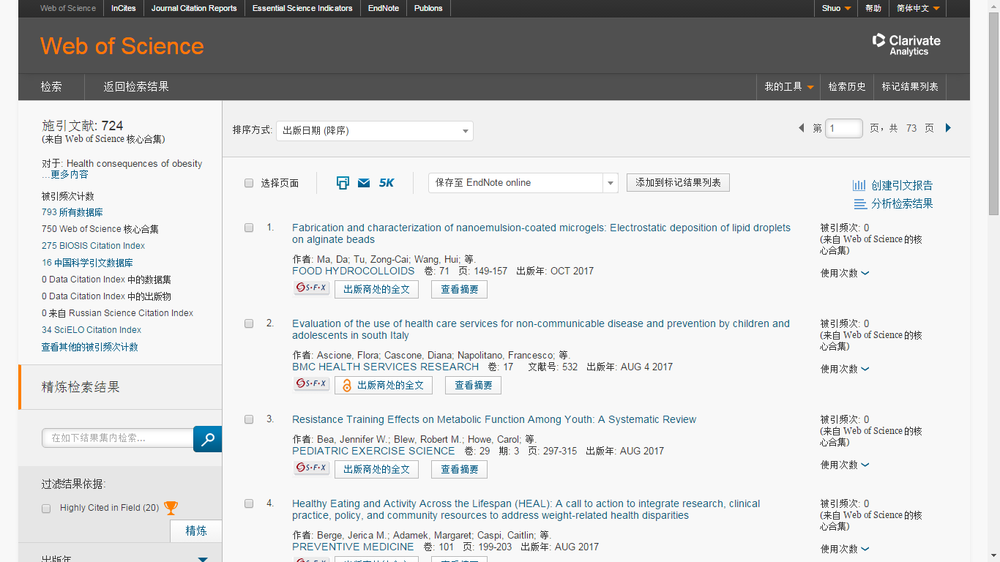 Web of Science InCites Journal Citation Reports Essential Science Indicators EndNote Publons Shuo 帮助 简体中文
Web of Science
Clarivate
Analytics
检索 返回检索结果 我的工具 检索历史 标记结果列表
施引文献: 724
(来自 Web of Science 核心合集)
对于: Health consequences of obesity
...更多内容
被引频次计数
793 所有数据库
750 Web of Science 核心合集
275 BIOSIS Citation Index
16 中国科学引文数据库
0 Data Citation Index 中的数据集
0 Data Citation Index 中的出版物
0 来自 Russian Science Citation Index
34 SciELO Citation Index
查看其他的被引频次计数
精炼检索结果
在如下结果集内检索...
过滤结果依据:
Highly Cited in Field (20)
精炼
出版年
排序方式: 出版日期 (降序)
第 1 页，共 73 页
选择页面 5K 保存至 EndNote online 添加到标记结果列表
创建引文报告
分析检索结果
1. Fabrication and characterization of nanoemulsion-coated microgels: Electrostatic deposition of lipid droplets
on alginate beads
作者: Ma, Da; Tu, Zong-Cai; Wang, Hui; 等.
FOOD HYDROCOLLOIDS 卷: 71 页: 149-157 出版年: OCT 2017
S·F·X 出版商处的全文 查看摘要
被引频次: 0
(来自 Web of Science 的核
心合集)
使用次数
2. Evaluation of the use of health care services for non-communicable disease and prevention by children and
adolescents in south Italy
作者: Ascione, Flora; Cascone, Diana; Napolitano, Francesco; 等.
BMC HEALTH SERVICES RESEARCH 卷: 17 文献号: 532 出版年: AUG 4 2017
S·F·X 出版商处的全文 查看摘要
被引频次: 0
(来自 Web of Science 的核
心合集)
使用次数
3. Resistance Training Effects on Metabolic Function Among Youth: A Systematic Review
作者: Bea, Jennifer W.; Blew, Robert M.; Howe, Carol; 等.
PEDIATRIC EXERCISE SCIENCE 卷: 29 期: 3 页: 297-315 出版年: AUG 2017
S·F·X 出版商处的全文 查看摘要
被引频次: 0
(来自 Web of Science 的核
心合集)
使用次数
4. Healthy Eating and Activity Across the Lifespan (HEAL): A call to action to integrate research, clinical
practice, policy, and community resources to address weight-related health disparities
作者: Berge, Jerica M.; Adamek, Margaret; Caspi, Caitlin; 等.
PREVENTIVE MEDICINE 卷: 101 页: 199-203 出版年: AUG 2017
被引频次: 0
(来自 Web of Science 的核
心合集)
使用次数